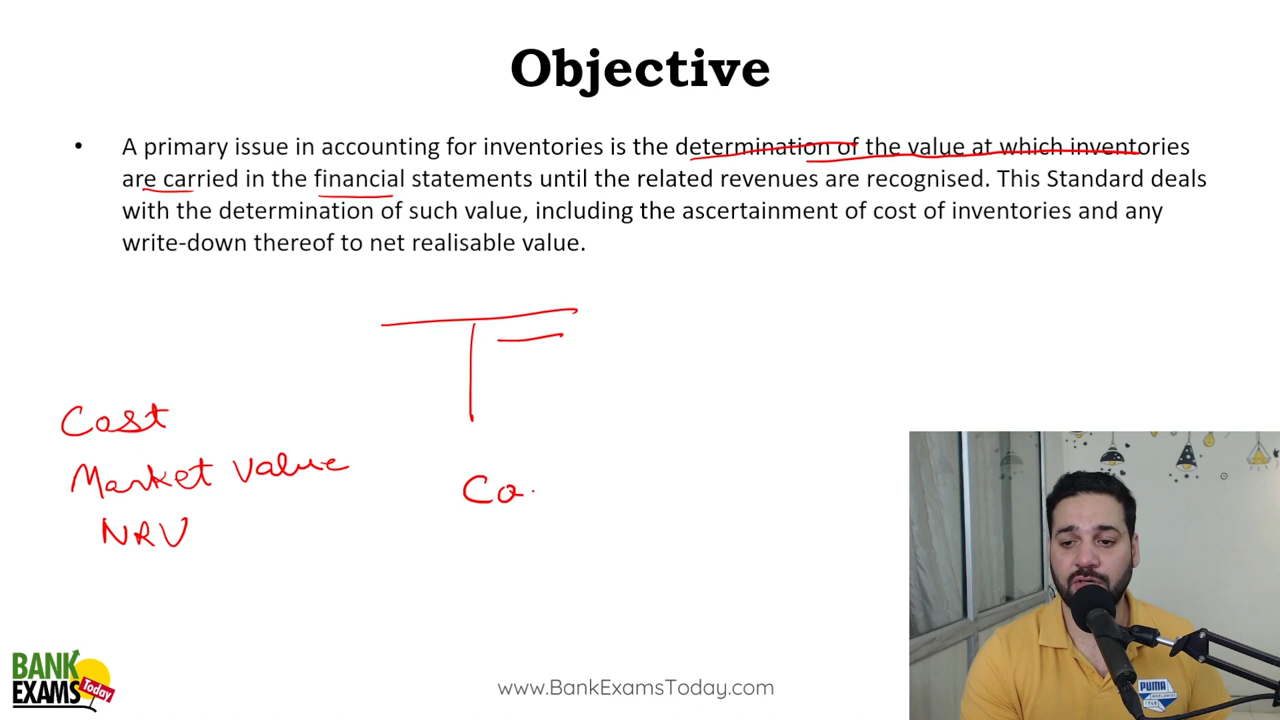 Objective
• A primary issue in accounting for inventories is the determination of the value at which inventories
are carried in the financial statements until the related revenues are recognised. This Standard deals
with the determination of such value, including the ascertainment of cost of inventories and any
write-down thereof to net realisable value.
Cost
Market value
NRV
Co
BANK
EXAMS Today
www.BankExamsToday.com
PUMA